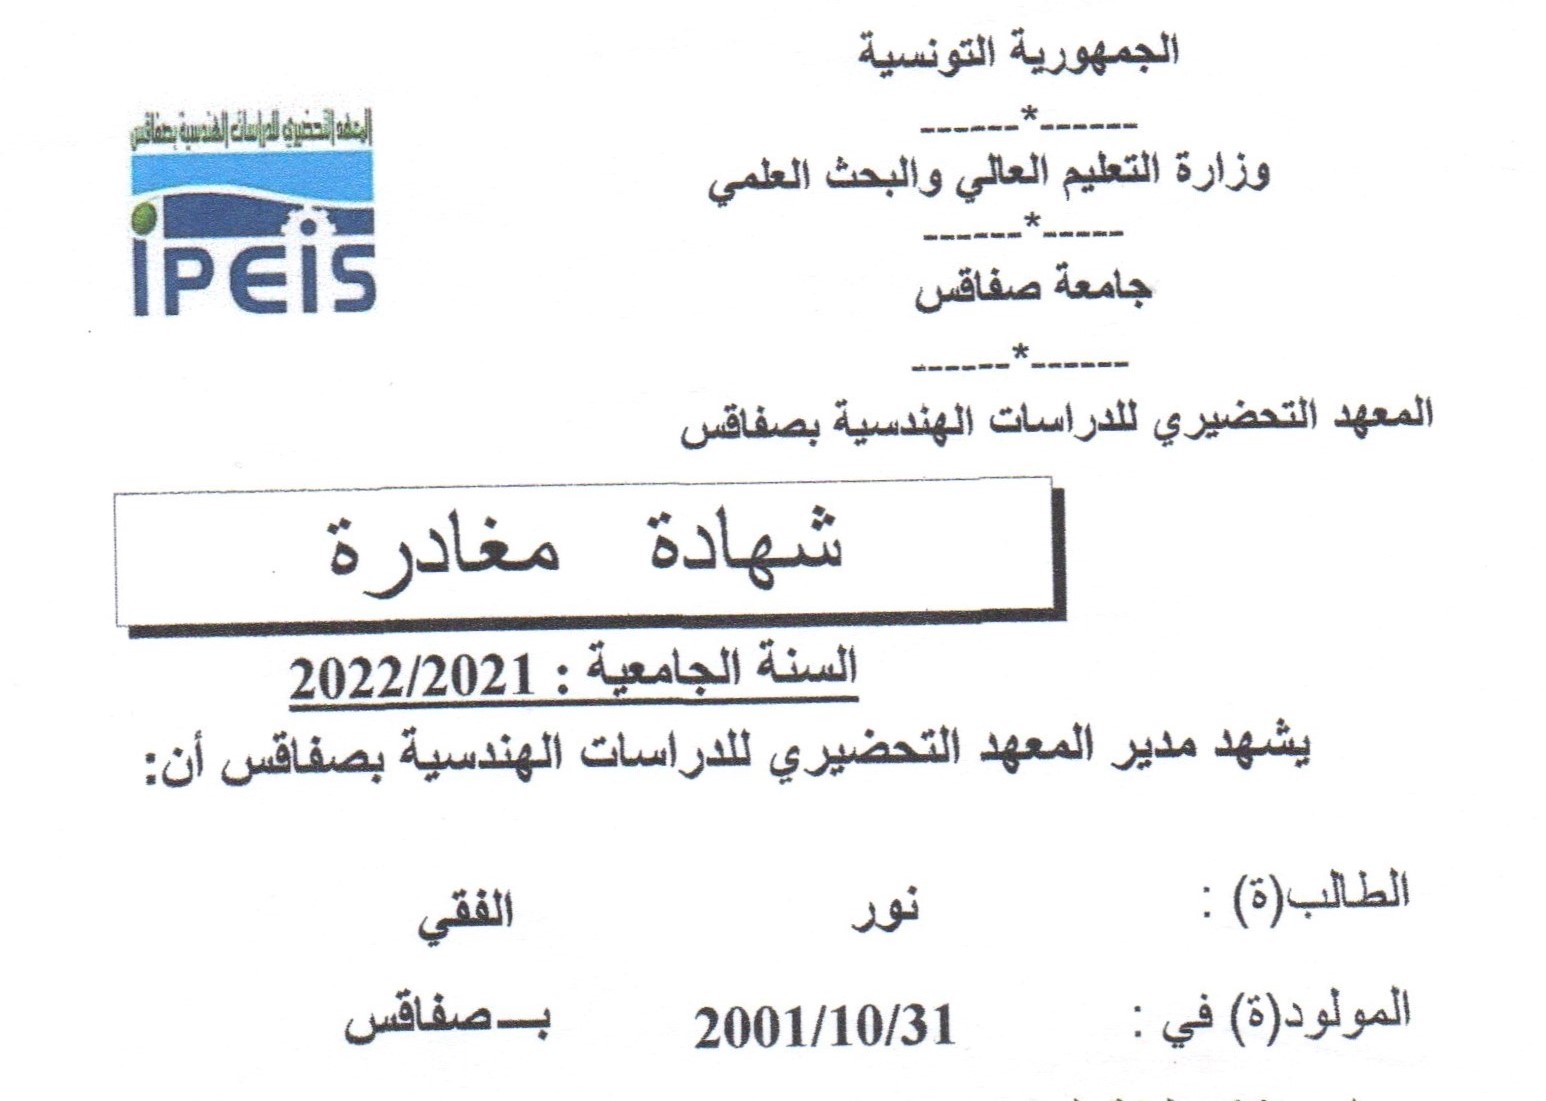 الجمهورية التونسية
------*------
وزارة التعليم العالي والبحث العلمي
------*-----
جامعة صفاقس
------*------
المعهد التحضيري للدراسات الهندسية بصفاقس
المعهد التحضيري للدراسات الهندسية بصفاقس
IPEIS
شهادة مغادرة
السنة الجامعية : 2022/2021
يشهد مدير المعهد التحضيري للدراسات الهندسية بصفاقس أن:
الطالب(ة) : نور الفقي
المولود(ة) في : 2001/10/31 بـ صفاقس